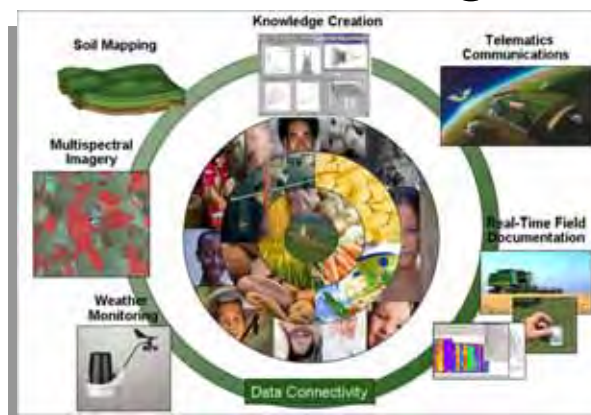 Knowledge Creation
Soil Mapping
Telematics
Communications
Multispectral
Imagery
Real-Time Field
Documentation
Weather
Monitoring
Data Connectivity